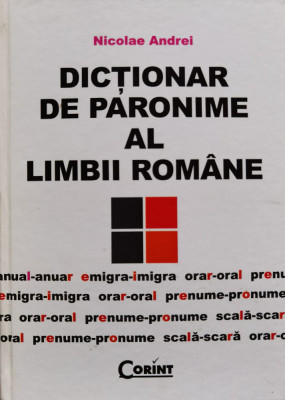 Nicolae Andrei
DICȚIONAR
DE PARONIME
AL
LIMBII ROMÂNE
anual-anuar emigra-imigra orar-oral prenu
emigra-imigra orar-oral prenume-pronume
ra orar-oral prenume-pronume scală-scar
oral prenume-pronume scală-scară orar-o
CORINT